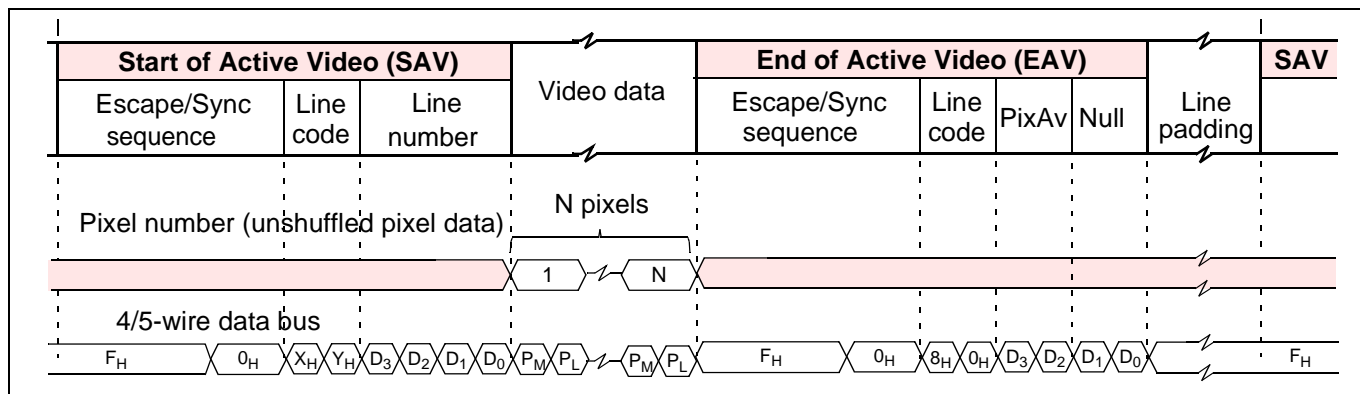 Start of Active Video (SAV)
End of Active Video (EAV)
SAV
Escape/Sync sequence
Line code
Line number
Video data
Escape/Sync sequence
Line code
PixAv
Null
Line padding
Pixel number (unshuffled pixel data)
N pixels
1
N
4/5-wire data bus
FH 0H XH YH D3 D2 D1 D0 PM PL PM PL FH 0H 8H 0H D3 D2 D1 D0 FH